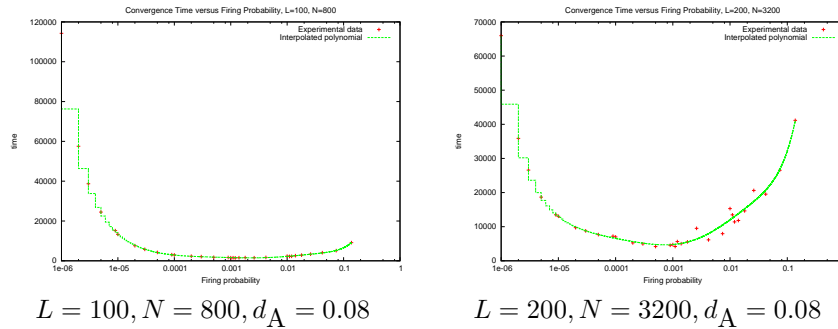 Convergence Time versus Firing Probability, L=100, N=800
120000
100000
80000
60000
40000
20000
0
time
Experimental data
Interpolated polynomial
1e-06
1e-05
0.0001
0.001
0.01
0.1
1
Firing probability
L = 100, N = 800, d_A = 0.08
Convergence Time versus Firing Probability, L=200, N=3200
70000
60000
50000
40000
30000
20000
10000
0
time
Experimental data
Interpolated polynomial
1e-06
1e-05
0.0001
0.001
0.01
0.1
1
Firing probability
L = 200, N = 3200, d_A = 0.08